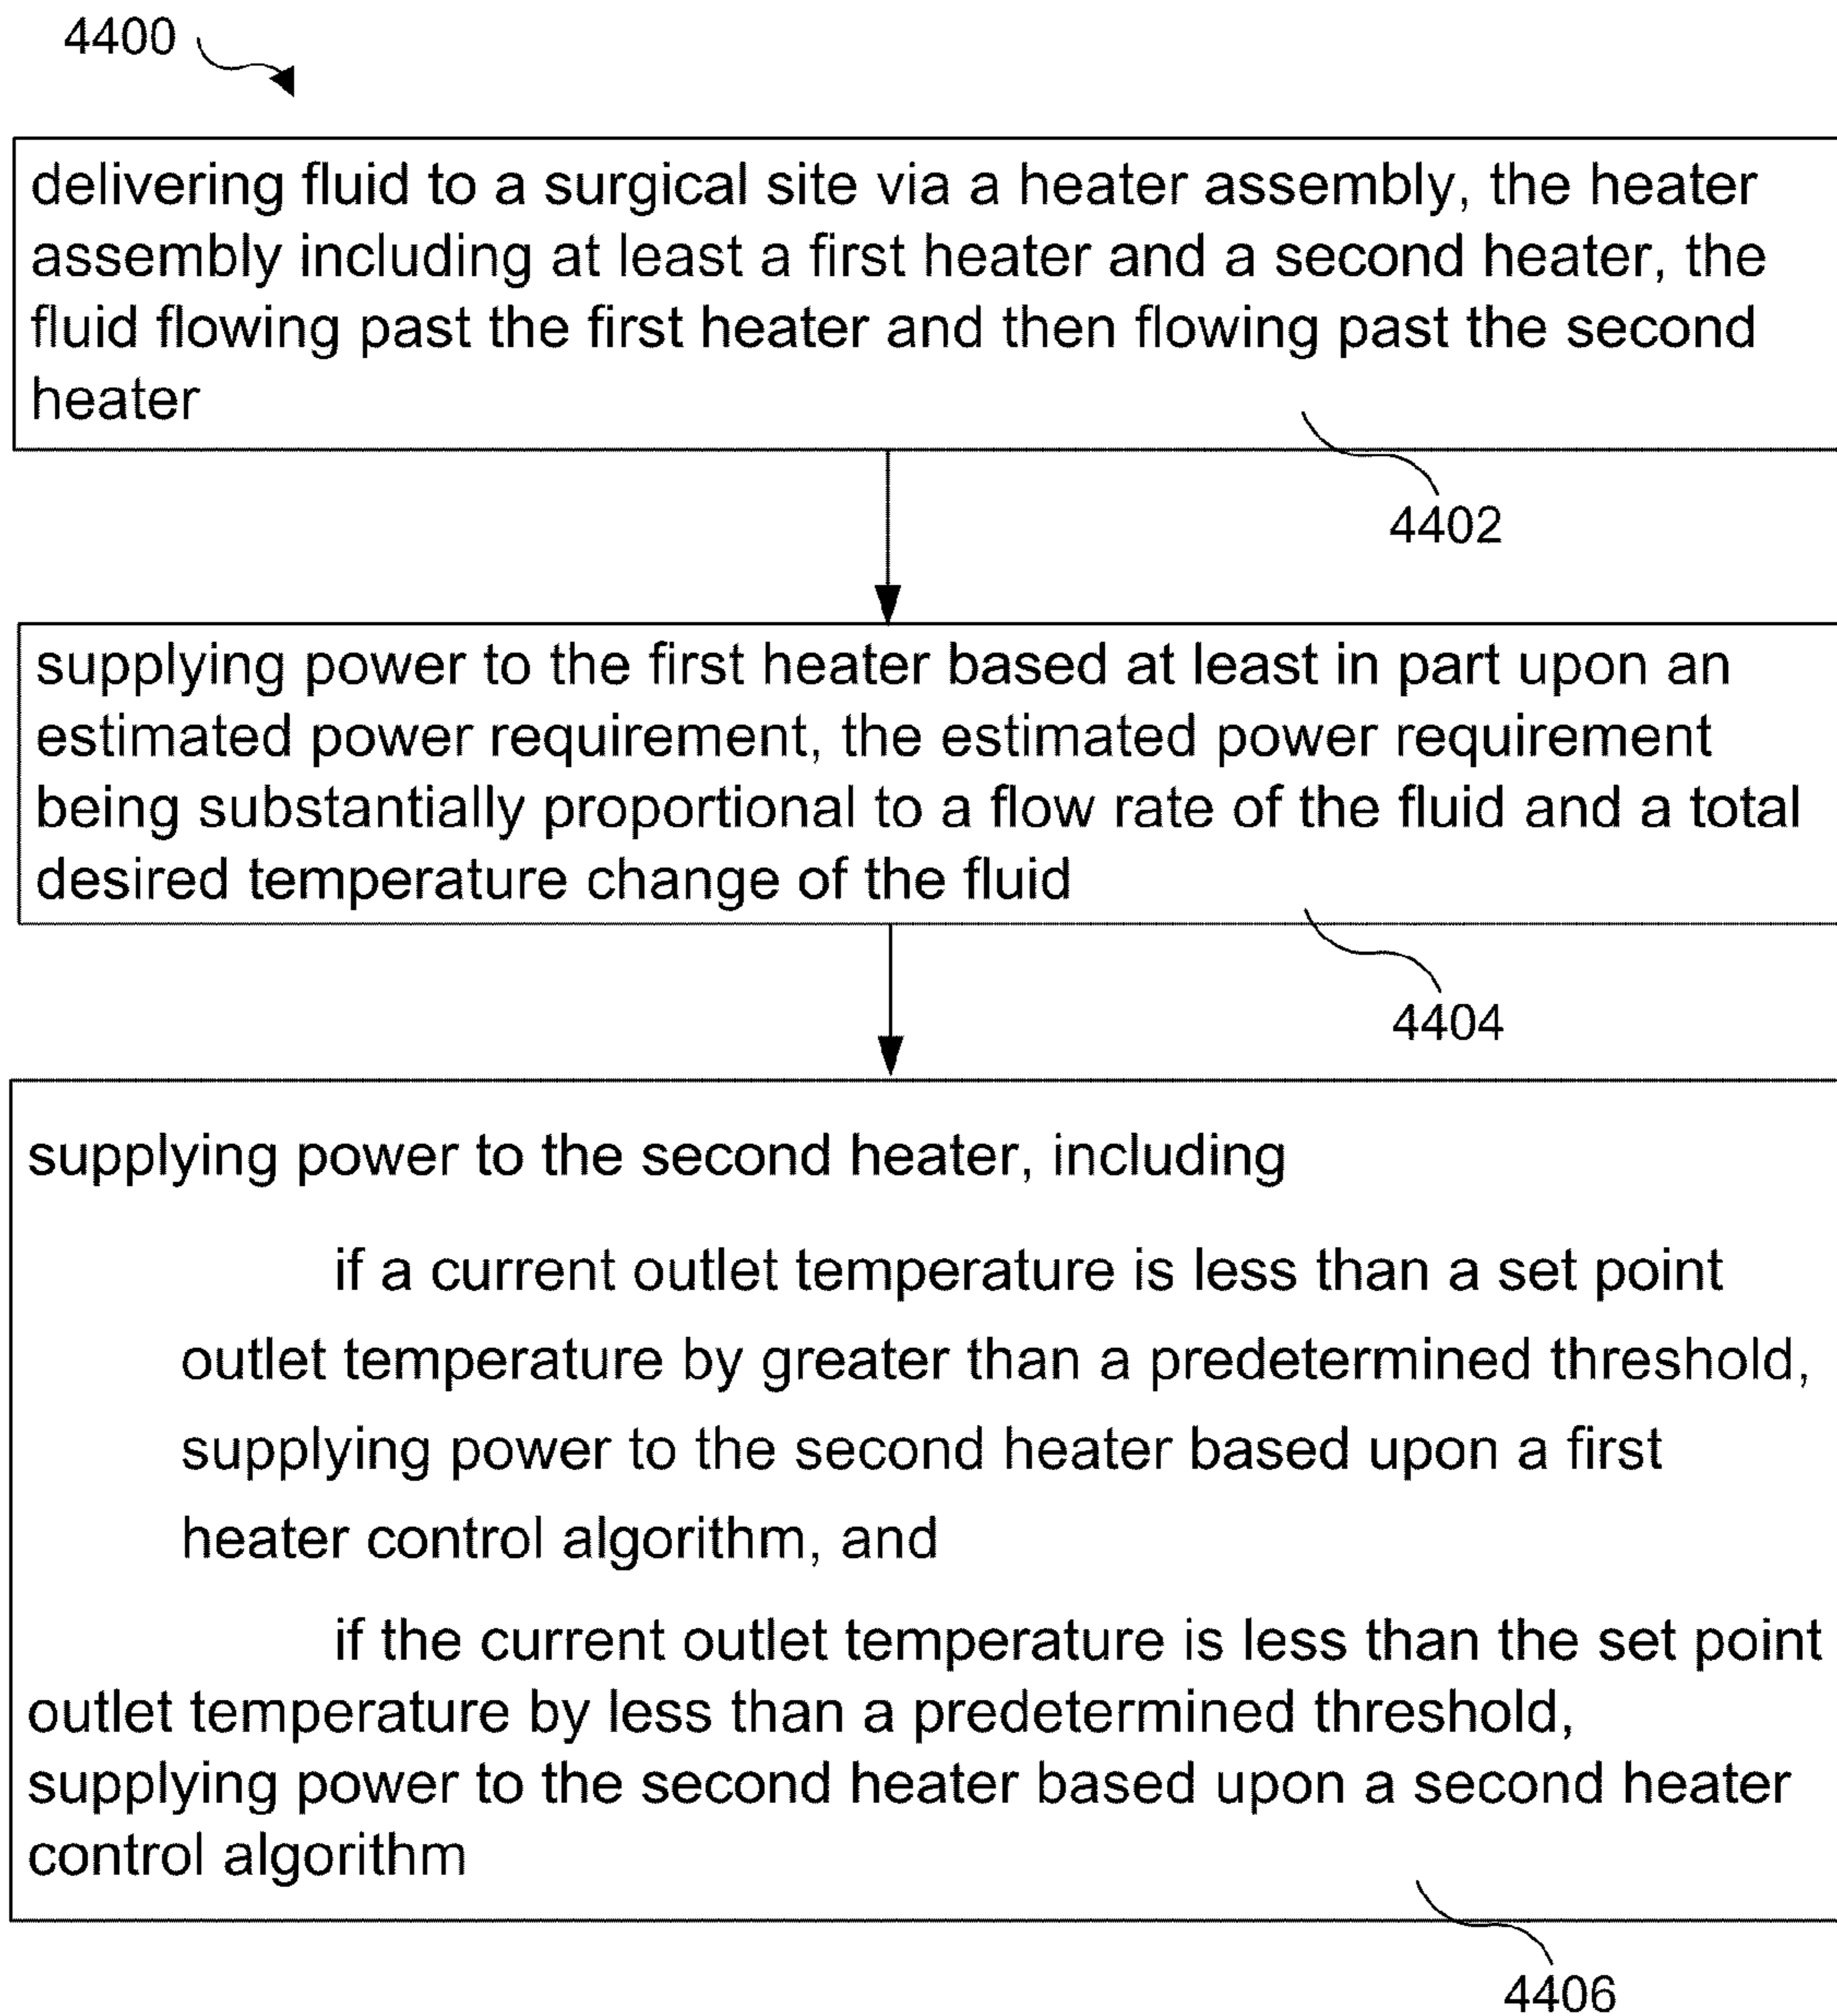 4400
delivering fluid to a surgical site via a heater assembly, the heater
assembly including at least a first heater and a second heater, the
fluid flowing past the first heater and then flowing past the second
heater
4402
supplying power to the first heater based at least in part upon an
estimated power requirement, the estimated power requirement
being substantially proportional to a flow rate of the fluid and a total
desired temperature change of the fluid
4404
supplying power to the second heater, including
if a current outlet temperature is less than a set point
outlet temperature by greater than a predetermined threshold,
supplying power to the second heater based upon a first
heater control algorithm, and
if the current outlet temperature is less than the set point
outlet temperature by less than a predetermined threshold,
supplying power to the second heater based upon a second heater
control algorithm
4406